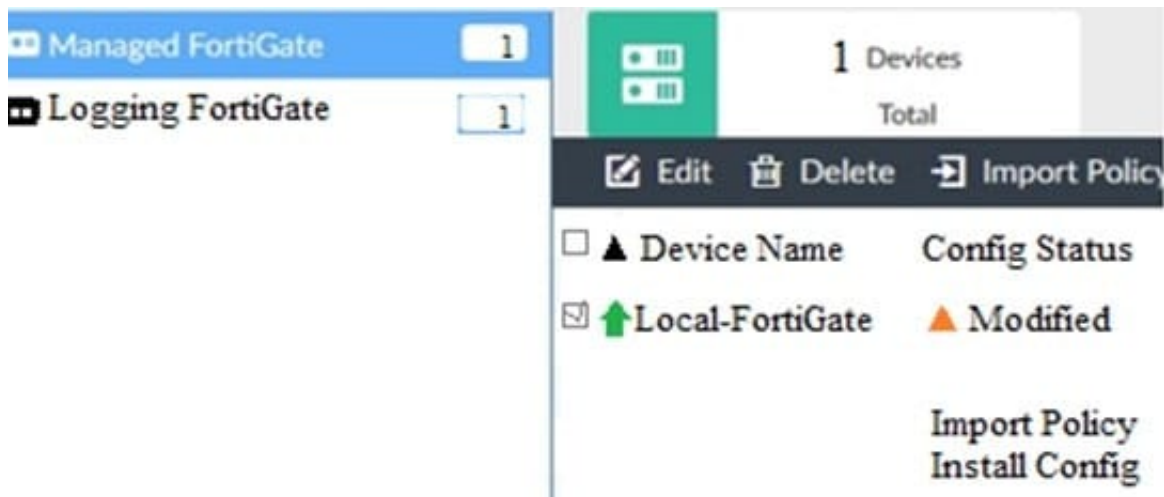 Managed FortiGate 1
Logging FortiGate 1
1 Devices
Total
Edit Delete Import Policy
Device Name Config Status
Local-FortiGate Modified
Import Policy
Install Config